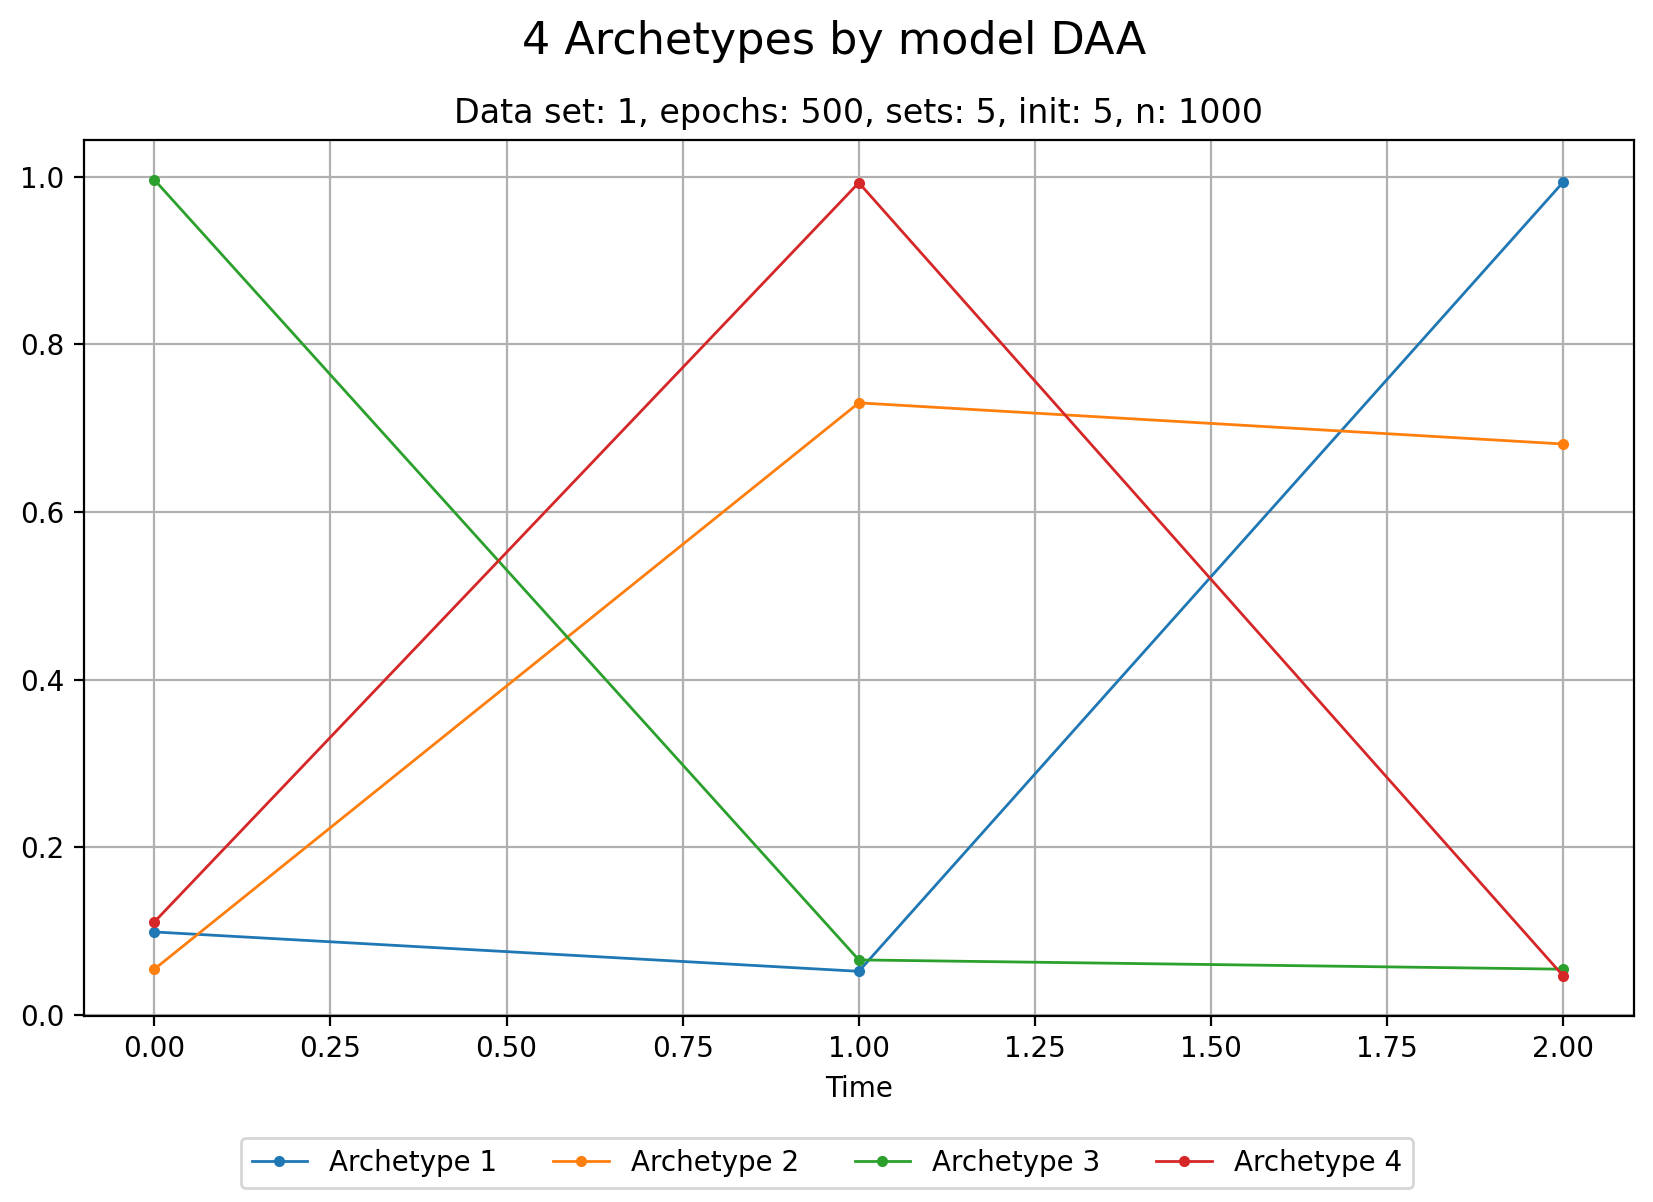 4 Archetypes by model DAA
Data set: 1, epochs: 500, sets: 5, init: 5, n: 1000
1.0
0.8
0.6
0.4
0.2
0.0
0.00 0.25 0.50 0.75 1.00 1.25 1.50 1.75 2.00
Time
Archetype 1 Archetype 2 Archetype 3 Archetype 4